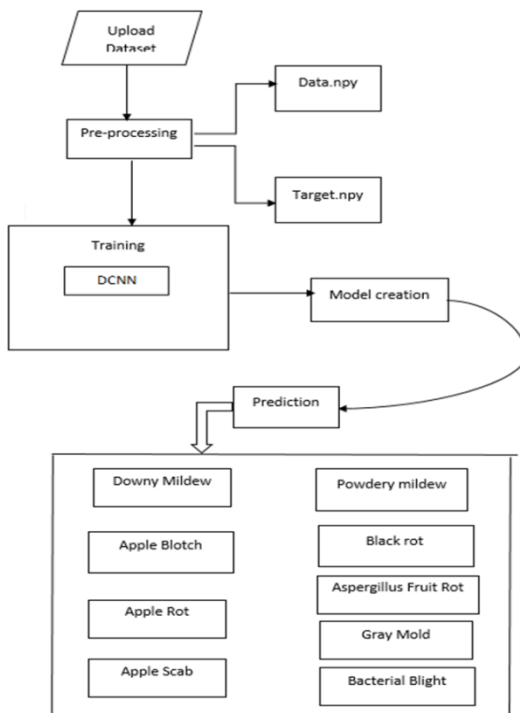 Upload
Dataset
Data.npy
Pre-processing
Target.npy
Training
DCNN
Model creation
Prediction
Downy Mildew
Powdery mildew
Apple Blotch
Black rot
Aspergillus Fruit Rot
Apple Rot
Gray Mold
Apple Scab
Bacterial Blight